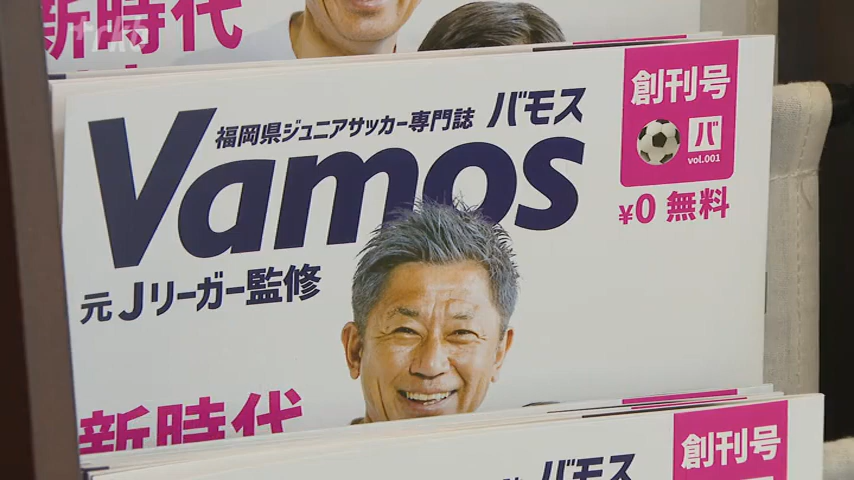 rkb
新時代
福岡県ジュニアサッカー専門誌 バモス
Vamos
元Jリーガー監修
創刊号
バ
vol.001
¥0 無料
新時代
バモス
創刊号